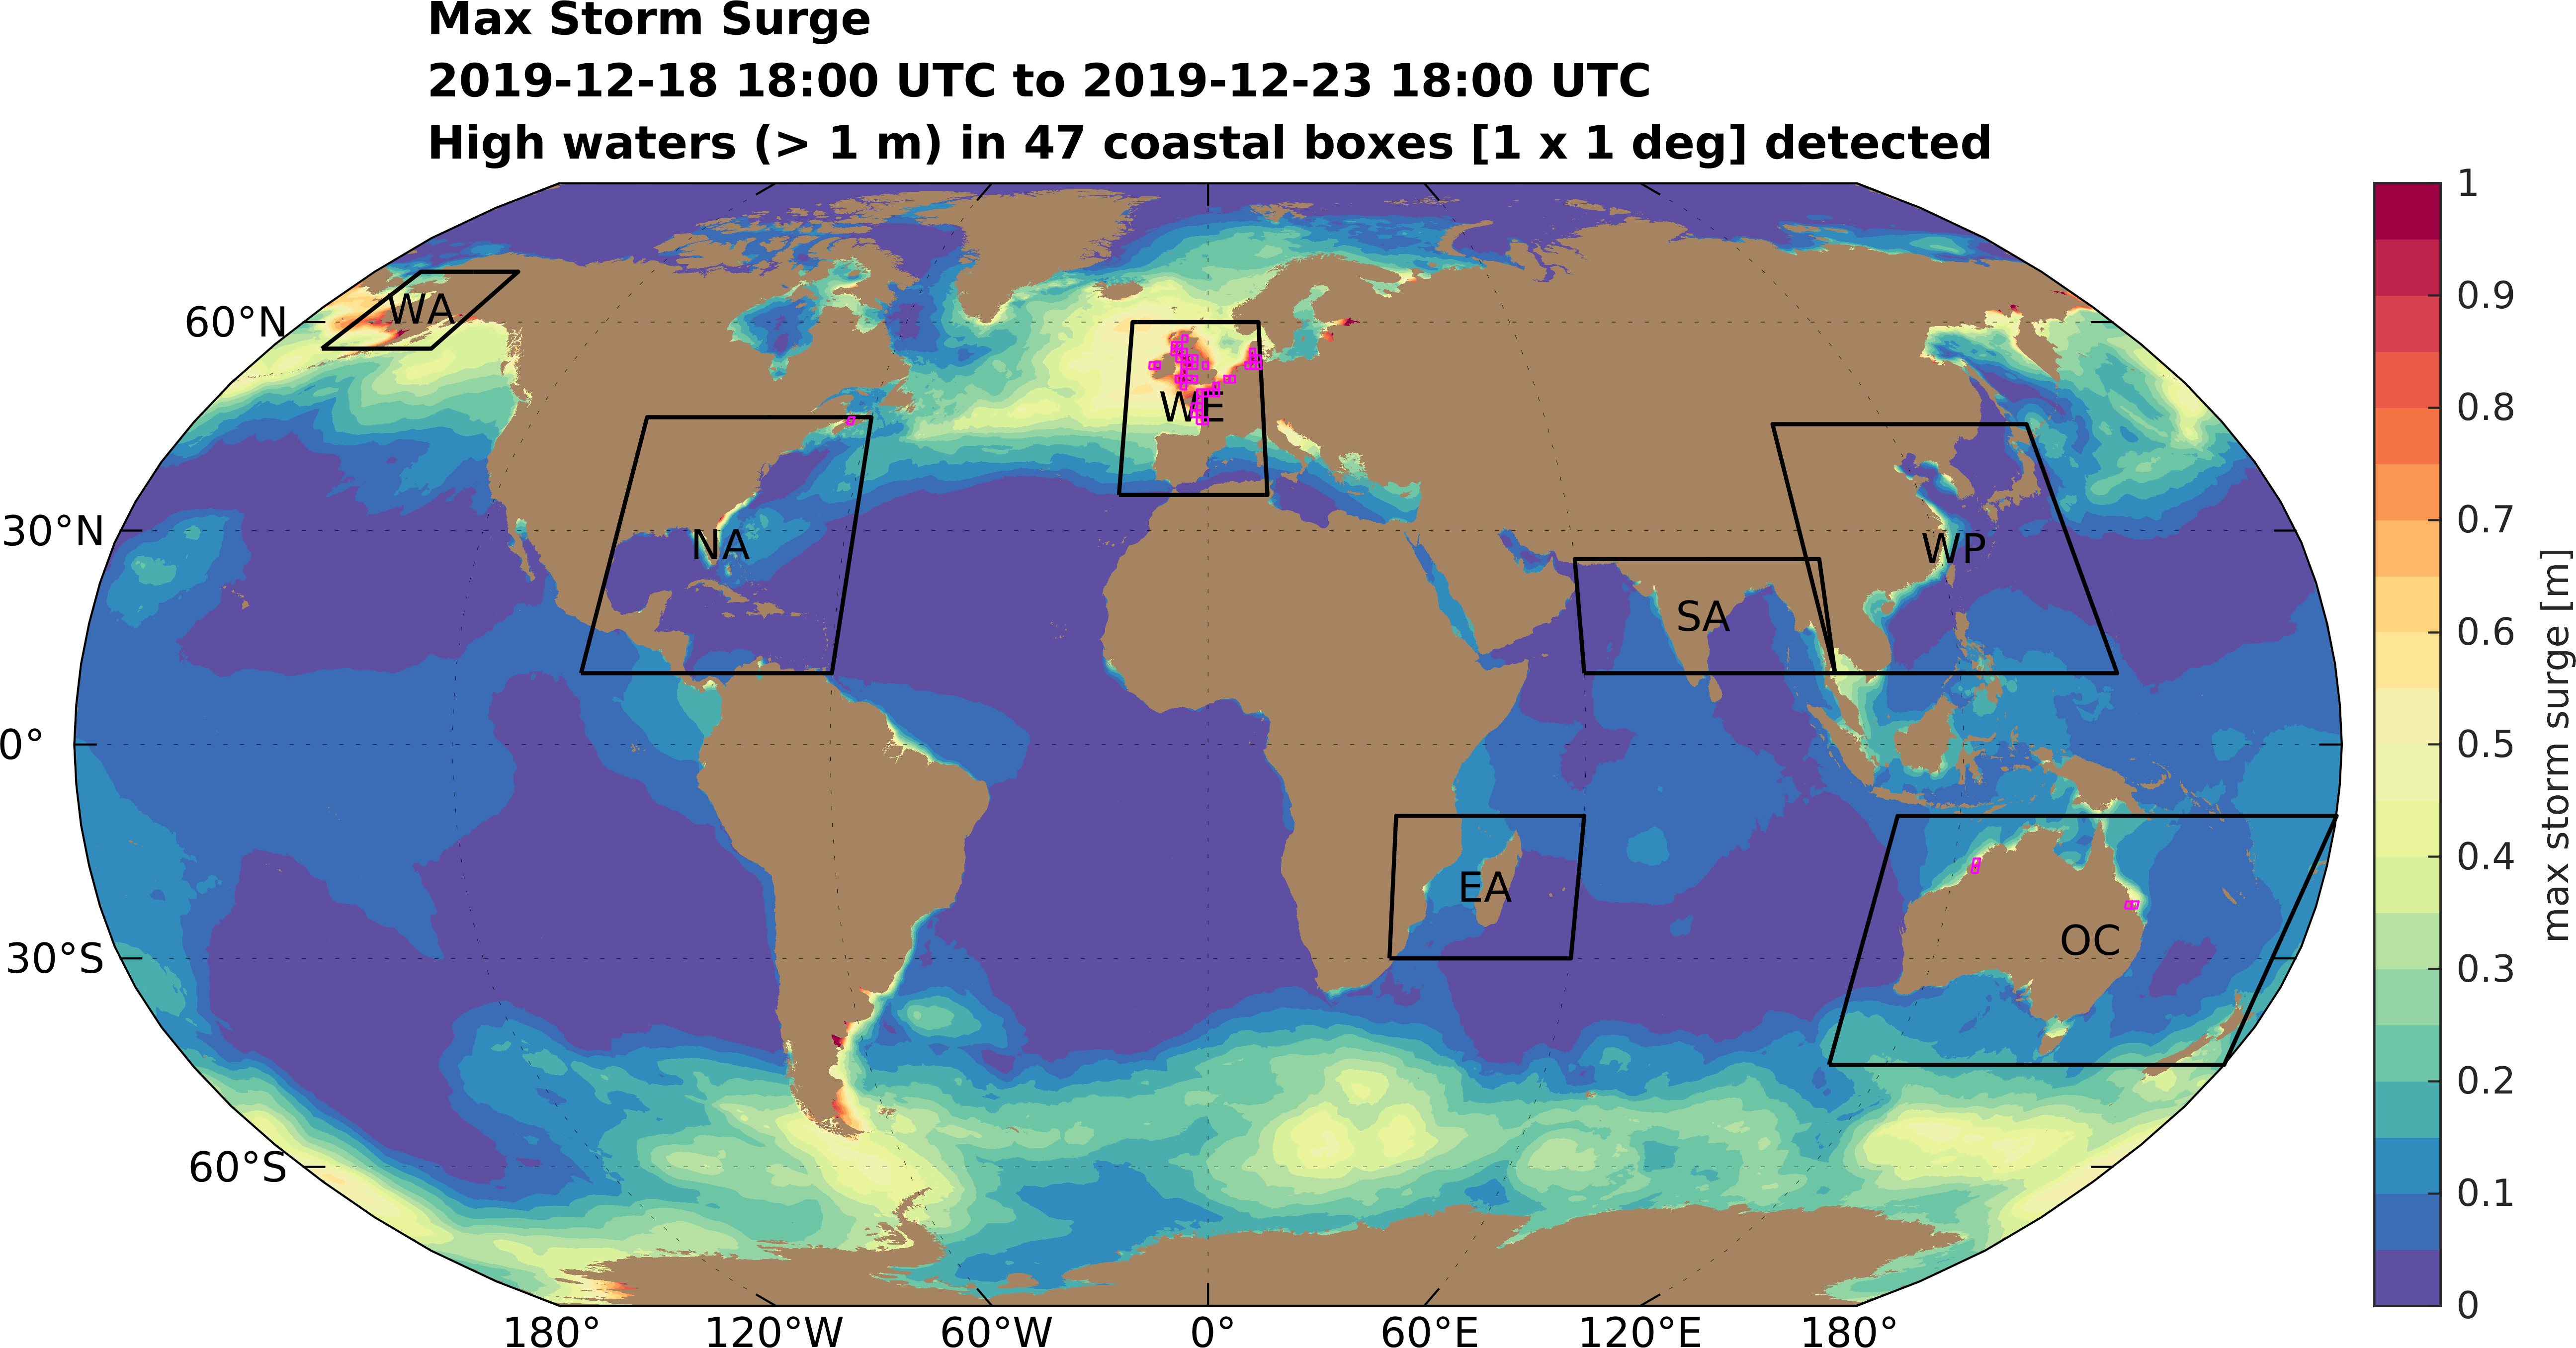 Max Storm Surge
2019-12-18 18:00 UTC to 2019-12-23 18:00 UTC
High waters (> 1 m) in 47 coastal boxes [1 x 1 deg] detected
60°N
30°N
0°
30°S
60°S
180°
120°W
60°W
0°
60°E
120°E
180°
WA
NA
WE
SA
WP
EA
OC
1
0.9
0.8
0.7
0.6
0.5
0.4
0.3
0.2
0.1
0
max storm surge [m]